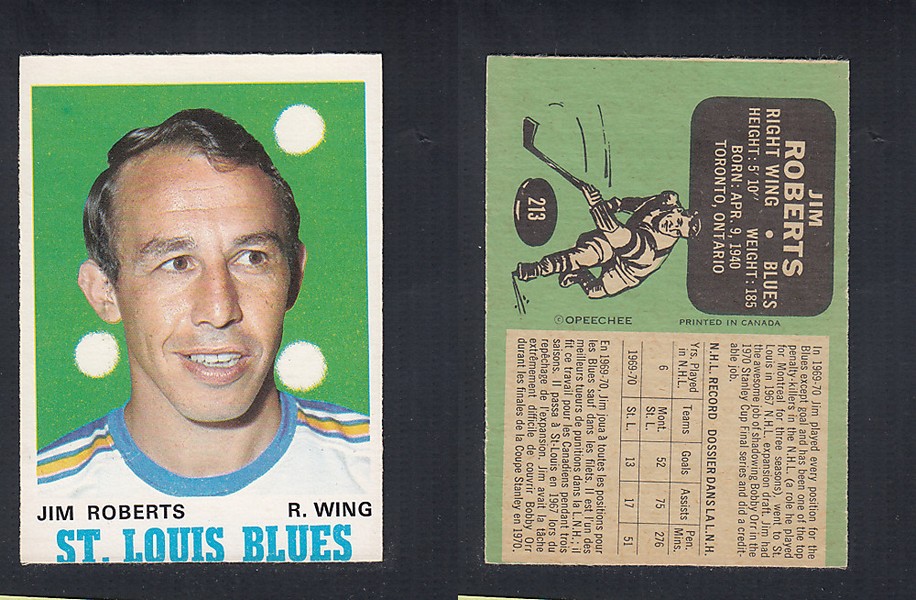 JIM ROBERTS R. WING
ST. LOUIS BLUES
JIM
ROBERTS
RIGHT WING • BLUES
HEIGHT: 5' 10" WEIGHT: 185
BORN: APR. 9, 1940
TORONTO, ONTARIO
213
©OPEECHEE PRINTED IN CANADA
In 1969-70 Jim played every position for the
Blues except goal and has been one of the top
penalty-killers in the N.H.L. (a role he played
for Montreal for three seasons), went to St.
Louis in 1967 N.H.L. expansion draft. Jim had
the awesome job of shadowing Bobby Orr in the
1970 Stanley Cup Final series and did a credit-
able job.
N.H.L. RECORD DOSSIER DANS LA L.N.H.
Yrs. Played in N.H.L. Teams Goals Assists Pen. Mins.
6 Mont. St. L. 52 75 276
1969-70 St. L. 13 17 51
En 1969-70 Jim joua à toutes les positions pour
les Blues sauf dans les filets. Il est l'un des
meilleurs tueurs de punitions dans la L.N.H.; il
fit ce travail pour les Canadiens pendant trois
saisons. Il passa à St-Louis en 1967 lors du
repêchage de l'expansion. Jim avait la tâche
extrêmement difficile de couvrir Bobby Orr
durant les finales de la Coupe Stanley en 1970.